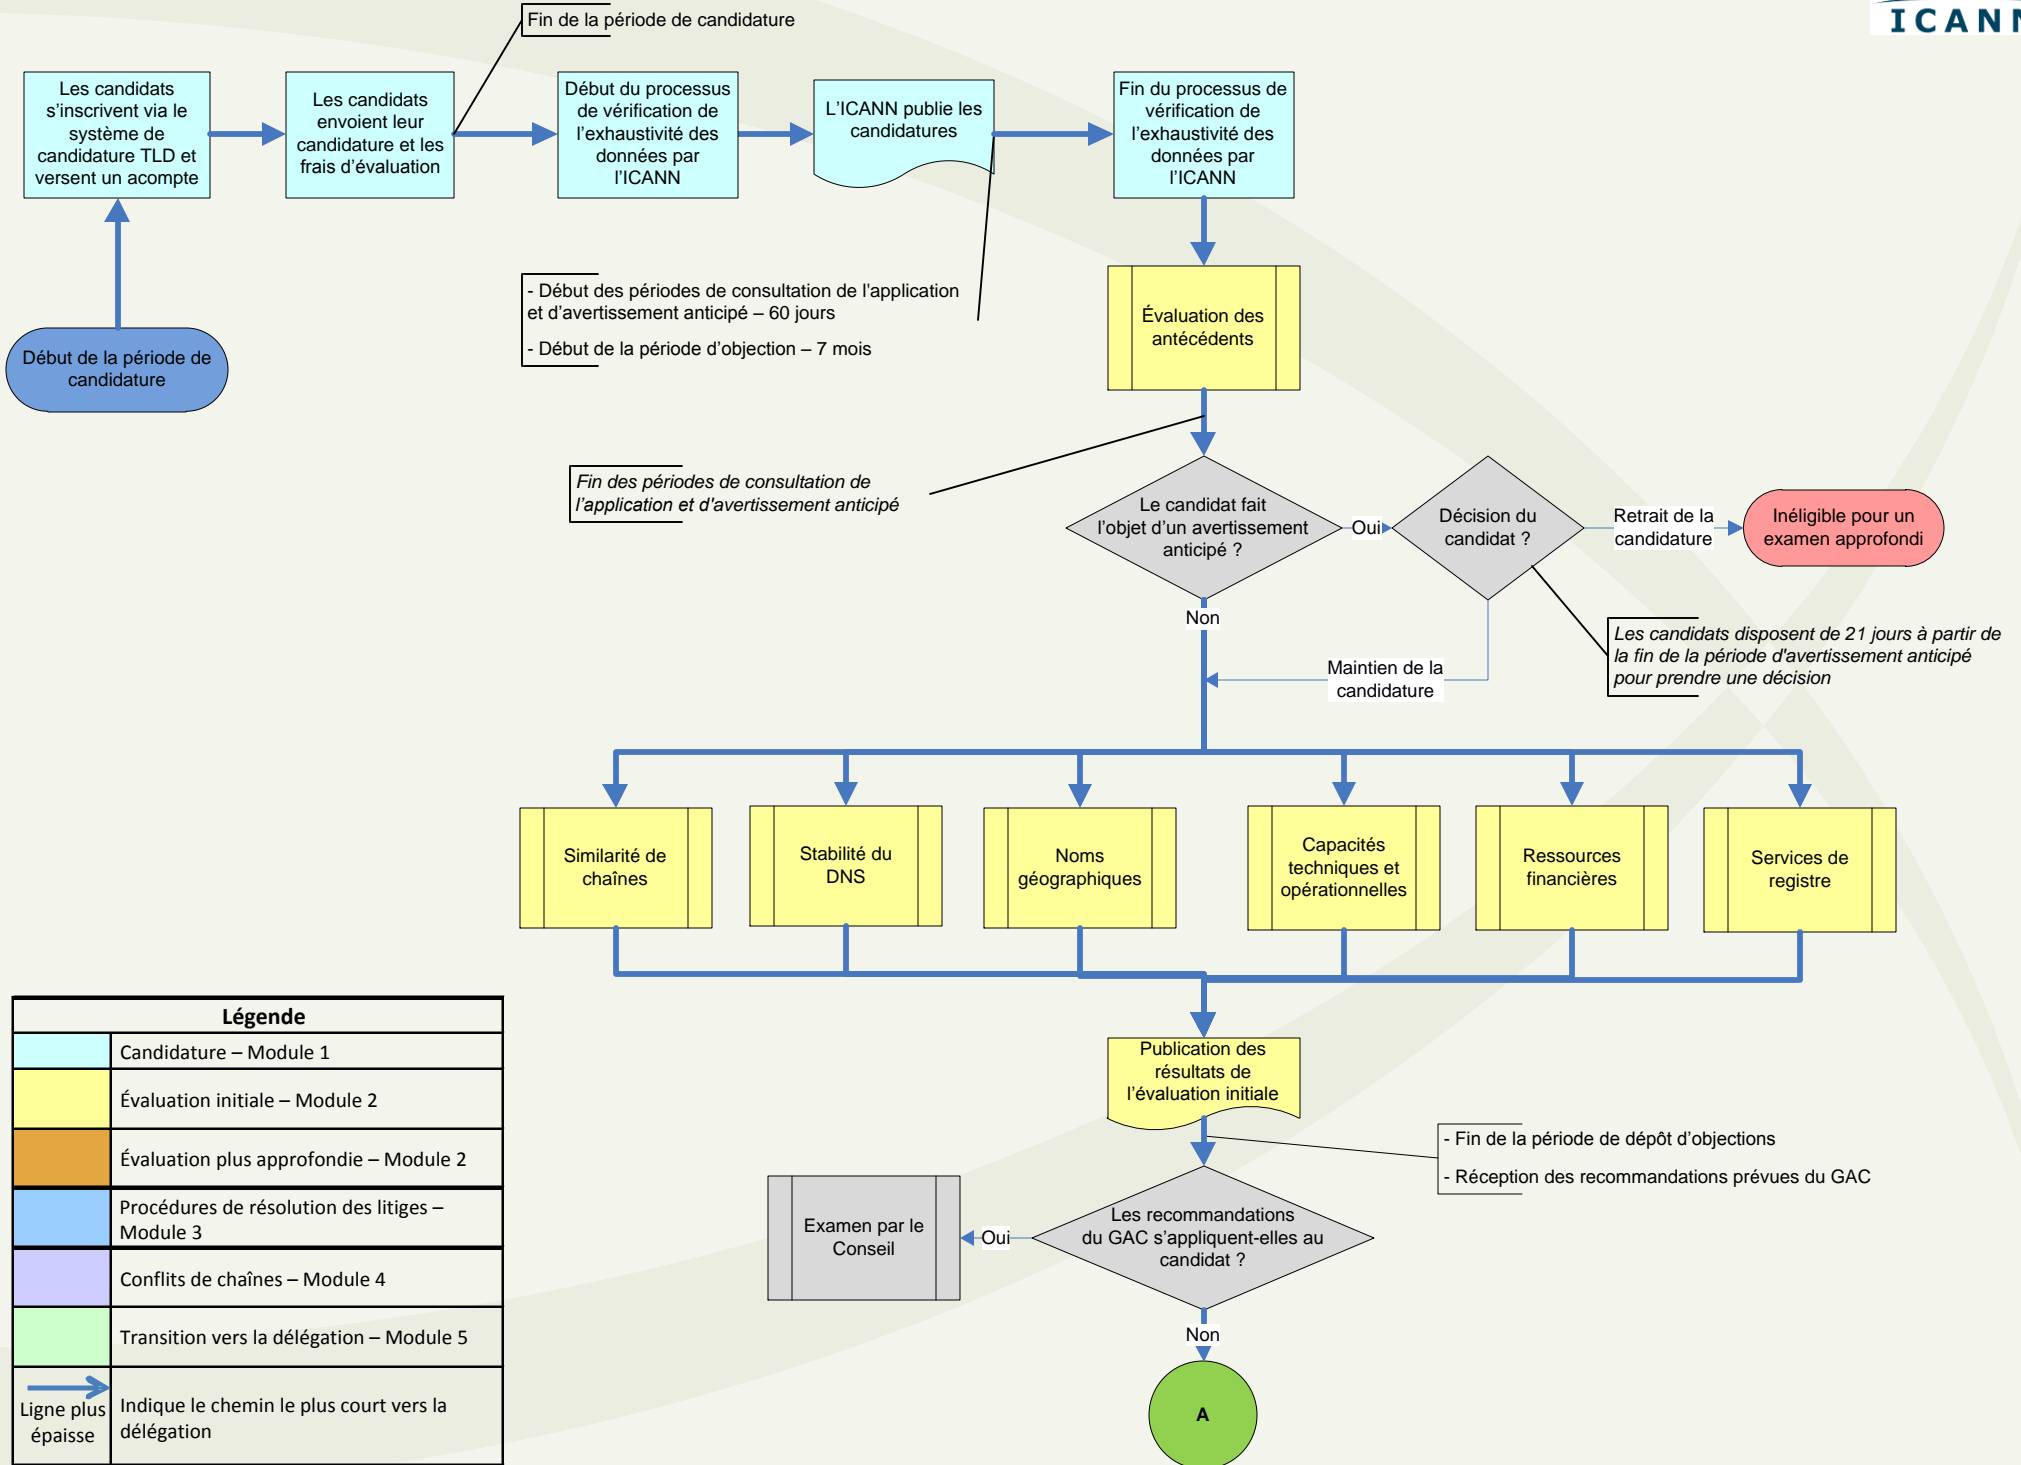 ICANN
Fin de la période de candidature
Les candidats
s’inscrivent via le
système de
candidature TLD et
versent un acompte
Les candidats
envoient leur
candidature et les
frais d’évaluation
Début du processus
de vérification de
l’exhaustivité des
données par
l’ICANN
L’ICANN publie les
candidatures
Fin du processus de
vérification de
l’exhaustivité des
données par
l’ICANN
- Début des périodes de consultation de l'application
et d’avertissement anticipé – 60 jours
- Début de la période d’objection – 7 mois
Évaluation des
antécédents
Début de la période de
candidature
Fin des périodes de consultation de
l’application et d'avertissement anticipé
Le candidat fait
l’objet d’un avertissement
anticipé ?
Oui
Décision du
candidat ?
Retrait de la
candidature
Inéligible pour un
examen approfondi
Non
Les candidats disposent de 21 jours à partir de
la fin de la période d'avertissement anticipé
pour prendre une décision
Maintien de la
candidature
Similarité de
chaînes
Stabilité du
DNS
Noms
géographiques
Capacités
techniques et
opérationnelles
Ressources
financières
Services de
registre
Publication des
résultats de
l’évaluation initiale
- Fin de la période de dépôt d’objections
- Réception des recommandations prévues du GAC
Examen par le
Conseil
Oui
Les recommandations
du GAC s’appliquent-elles au
candidat ?
Non
A
Légende
Candidature – Module 1
Évaluation initiale – Module 2
Évaluation plus approfondie – Module 2
Procédures de résolution des litiges –
Module 3
Conflits de chaînes – Module 4
Transition vers la délégation – Module 5
Ligne plus
épaisse
Indique le chemin le plus court vers la
délégation